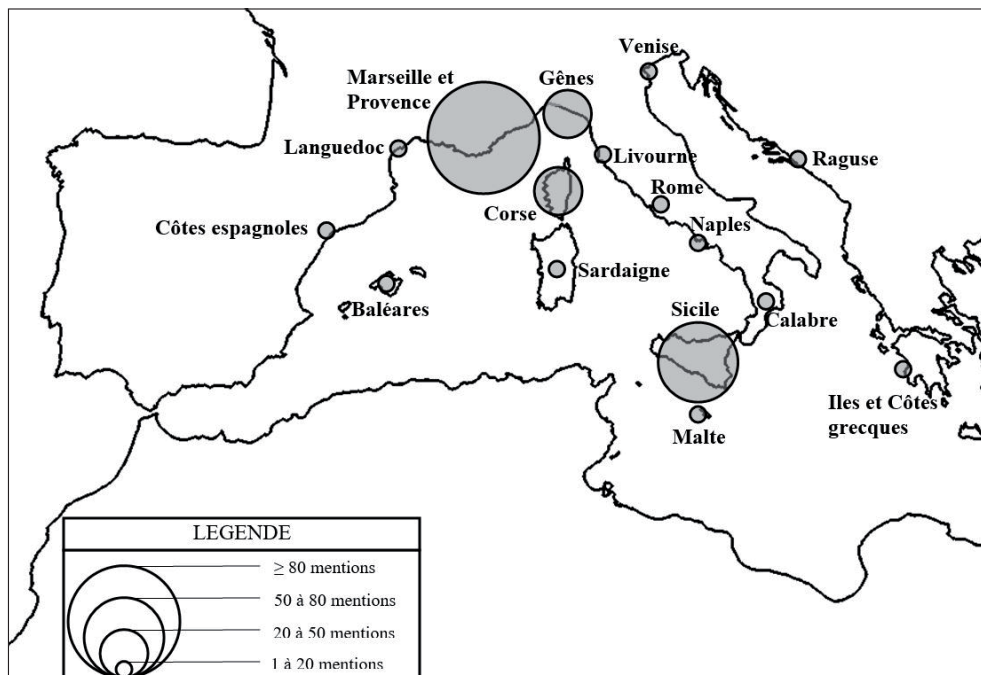 Venise
Marseille et
Provence
Gênes
Languedoc
Livourne
Raguse
Rome
Corse
Côtes espagnoles
Naples
Sardaigne
Baléares
Sicile
Calabre
Iles et Côtes
grecques
Malte
LEGENDE
≥ 80 mentions
50 à 80 mentions
20 à 50 mentions
1 à 20 mentions